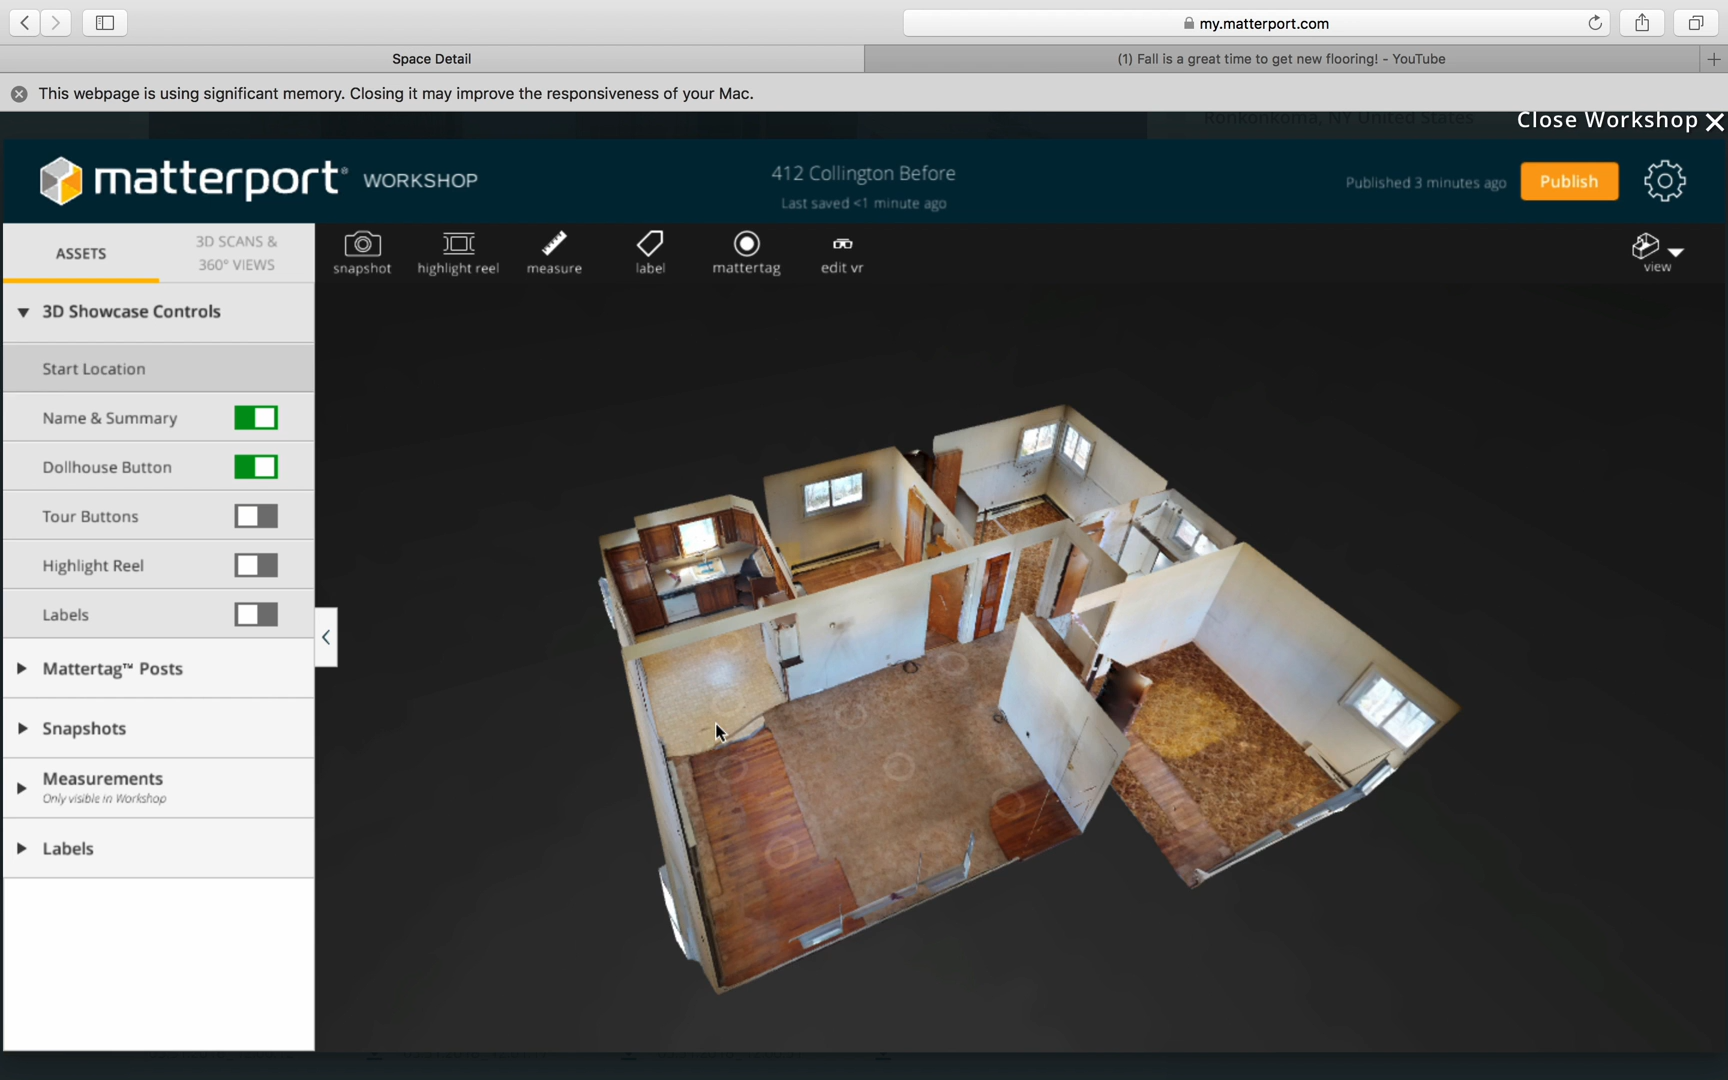 my.matterport.com
Space Detail
(1) Fall is a great time to get new flooring! - YouTube
This webpage is using significant memory. Closing it may improve the responsiveness of your Mac.
Ronkonkoma, NY United States
Close Workshop
matterport® WORKSHOP
412 Collington Before
Last saved <1 minute ago
Published 3 minutes ago
Publish
ASSETS
3D SCANS &
360° VIEWS
snapshot
highlight reel
measure
label
mattertag
edit vr
view
3D Showcase Controls
Start Location
Name & Summary
Dollhouse Button
Tour Buttons
Highlight Reel
Labels
Mattertag™ Posts
Snapshots
Measurements
Only visible in Workshop
Labels